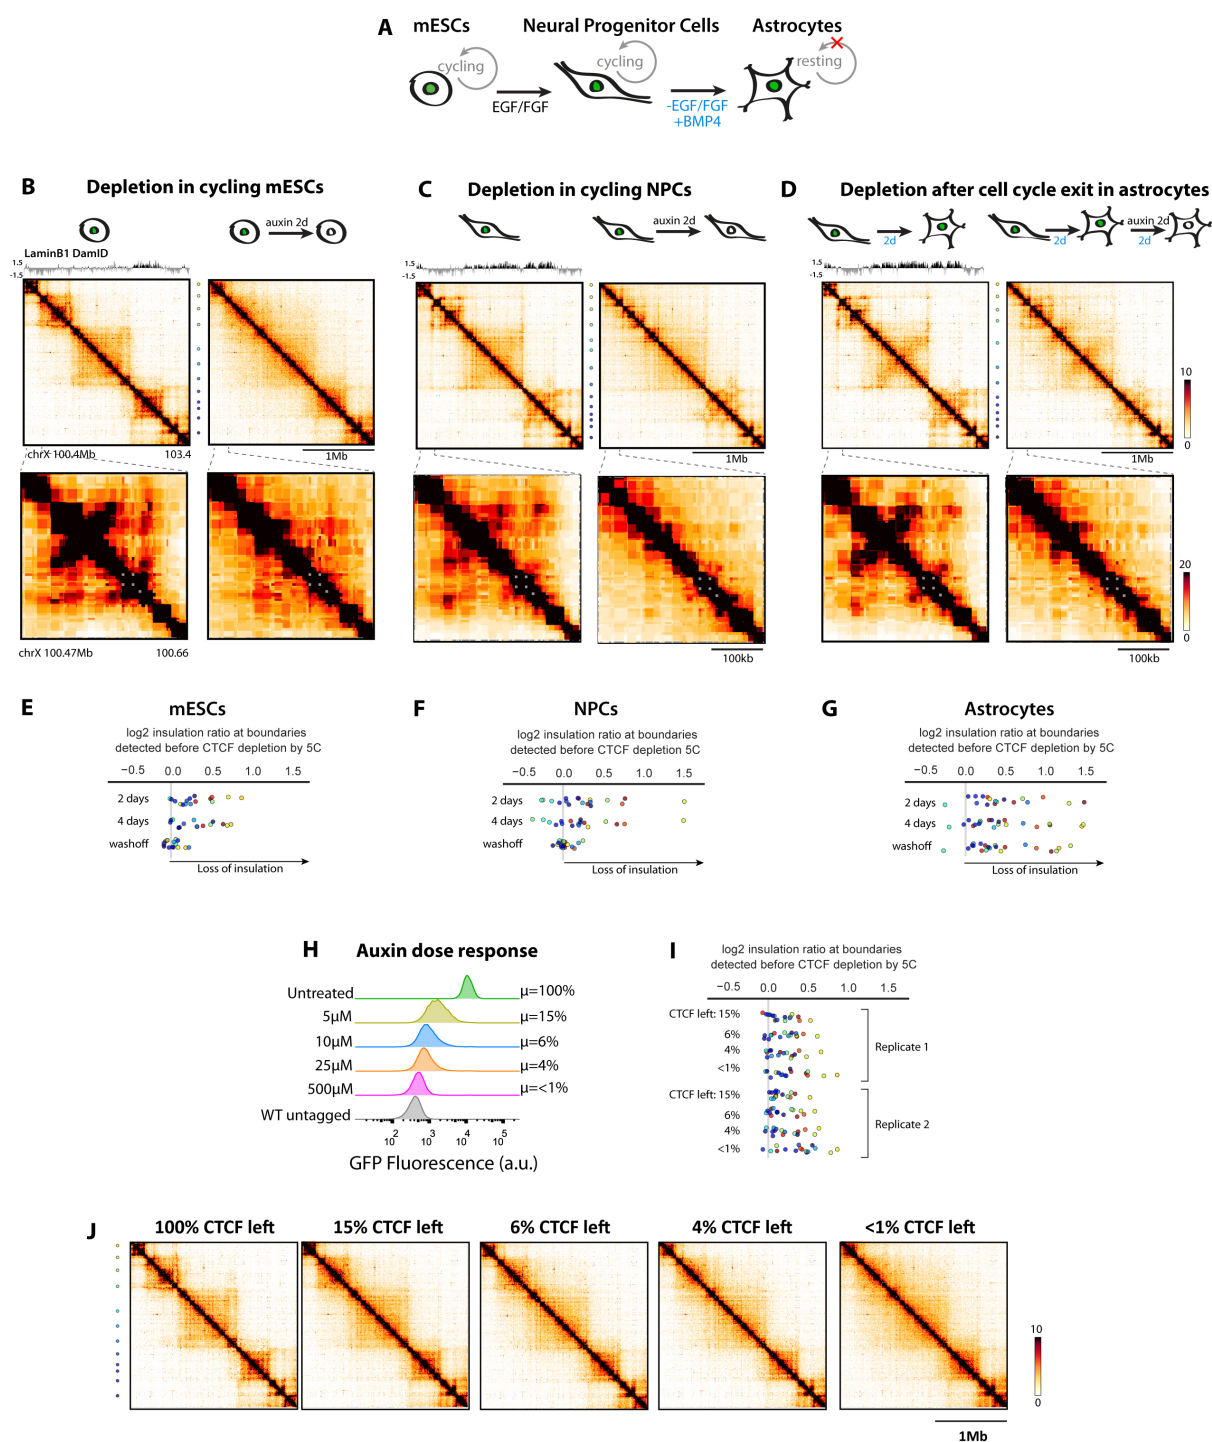 A mESCs Neural Progenitor Cells Astrocytes
cycling cycling resting
EGF/FGF -EGF/FGF
+BMP4
B Depletion in cycling mESCs
auxin 2d
LaminB1 DamID
1.5
-1.5
chrX 100.4Mb 103.4
1Mb
chrX 100.47Mb 100.66
C Depletion in cycling NPCs
auxin 2d
1.5
-1.5
1Mb
100kb
D Depletion after cell cycle exit in astrocytes
2d 2d auxin 2d
2d
1.5
-1.5
1Mb
10
0
20
0
100kb
E mESCs
log2 insulation ratio at boundaries
detected before CTCF depletion by 5C
−0.5 0.0 0.5 1.0 1.5
2 days
4 days
washoff
Loss of insulation
F NPCs
log2 insulation ratio at boundaries
detected before CTCF depletion 5C
−0.5 0.0 0.5 1.0 1.5
2 days
4 days
washoff
Loss of insulation
G Astrocytes
log2 insulation ratio at boundaries
detected before CTCF depletion by 5C
−0.5 0.0 0.5 1.0 1.5
2 days
4 days
washoff
Loss of insulation
H Auxin dose response
Untreated μ=100%
5μM μ=15%
10μM μ=6%
25μM μ=4%
500μM μ=<1%
WT untagged
10² 10³ 10⁴ 10⁵
GFP Fluorescence (a.u.)
I log2 insulation ratio at boundaries
detected before CTCF depletion by 5C
−0.5 0.0 0.5 1.0 1.5
CTCF left: 15%
6%
4%
<1%
Replicate 1
CTCF left: 15%
6%
4%
<1%
Replicate 2
J 100% CTCF left 15% CTCF left 6% CTCF left 4% CTCF left <1% CTCF left
10
0
1Mb